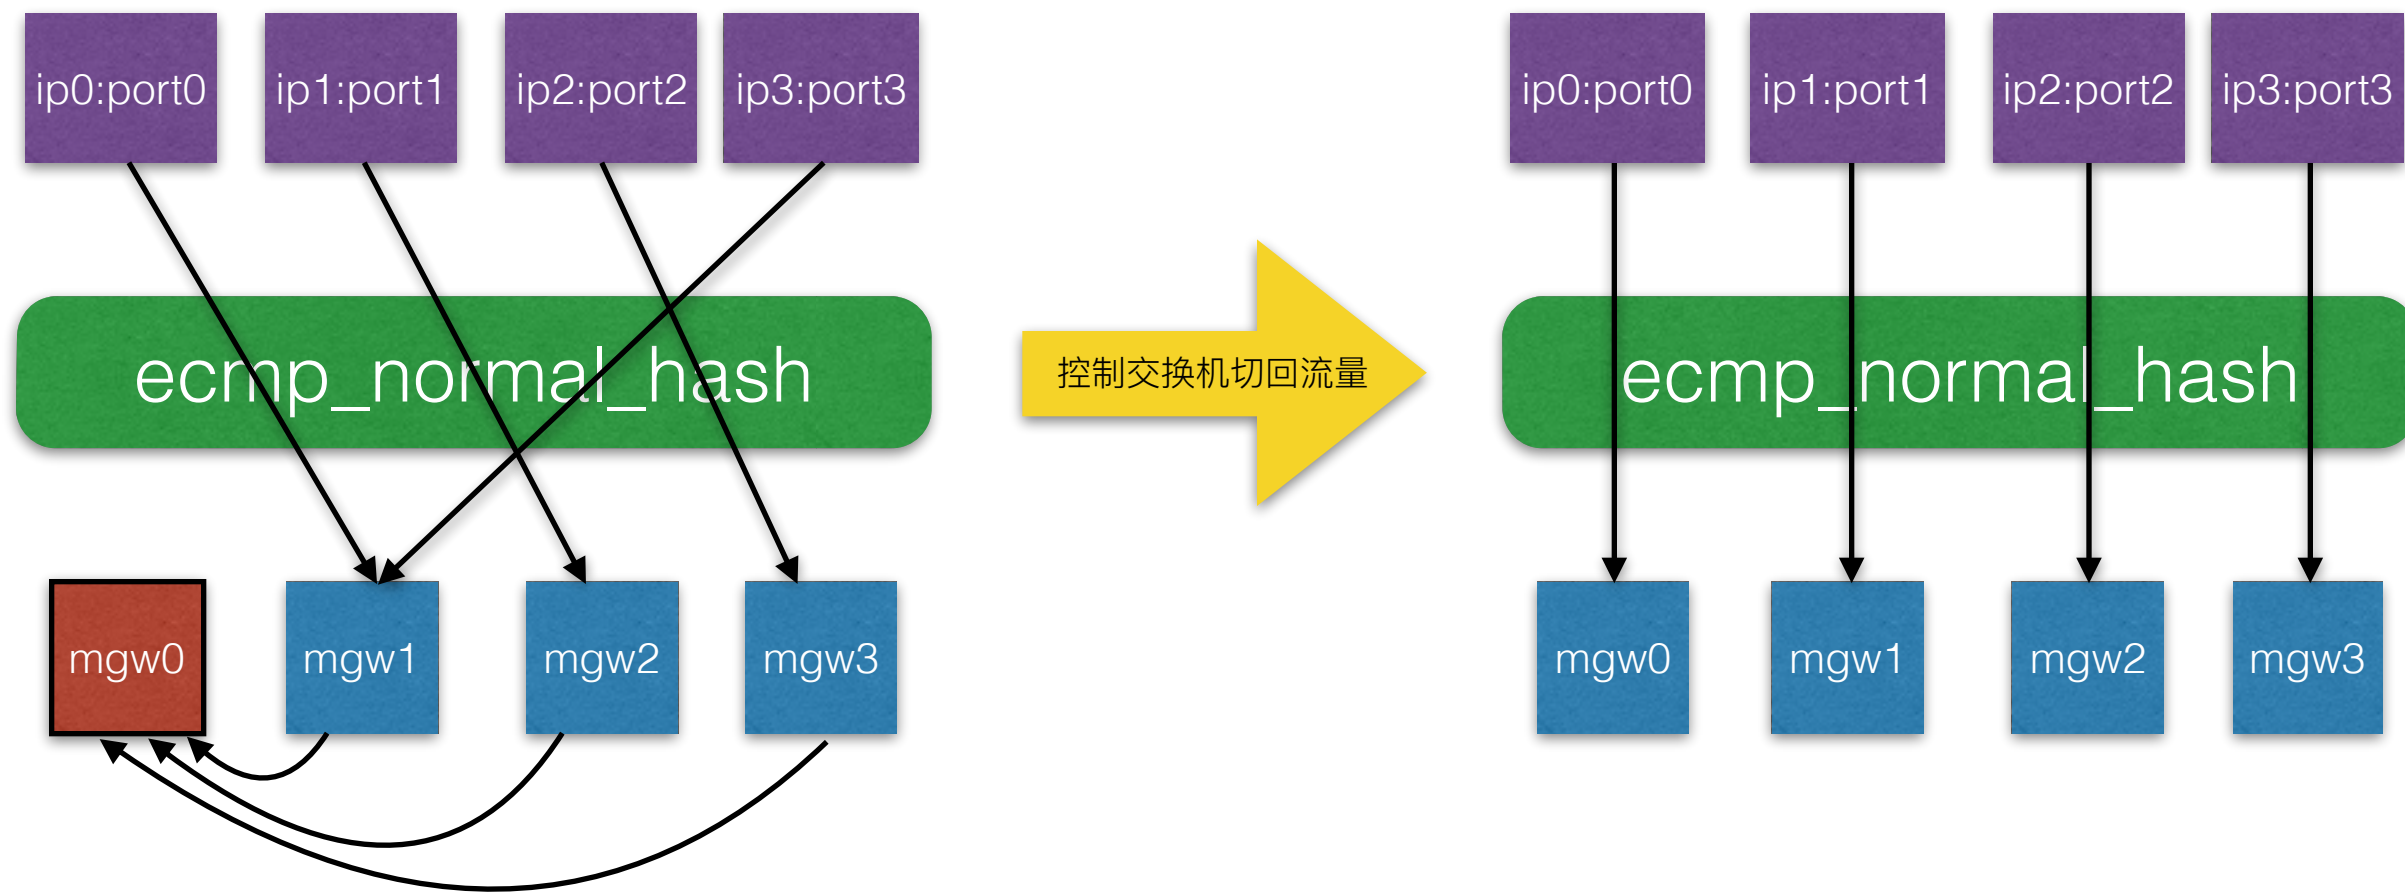 ip0:port0
ip1:port1
ip2:port2
ip3:port3
ecmp_normal_hash
mgw0
mgw1
mgw2
mgw3
控制交换机切回流量
ip0:port0
ip1:port1
ip2:port2
ip3:port3
ecmp_normal_hash
mgw0
mgw1
mgw2
mgw3